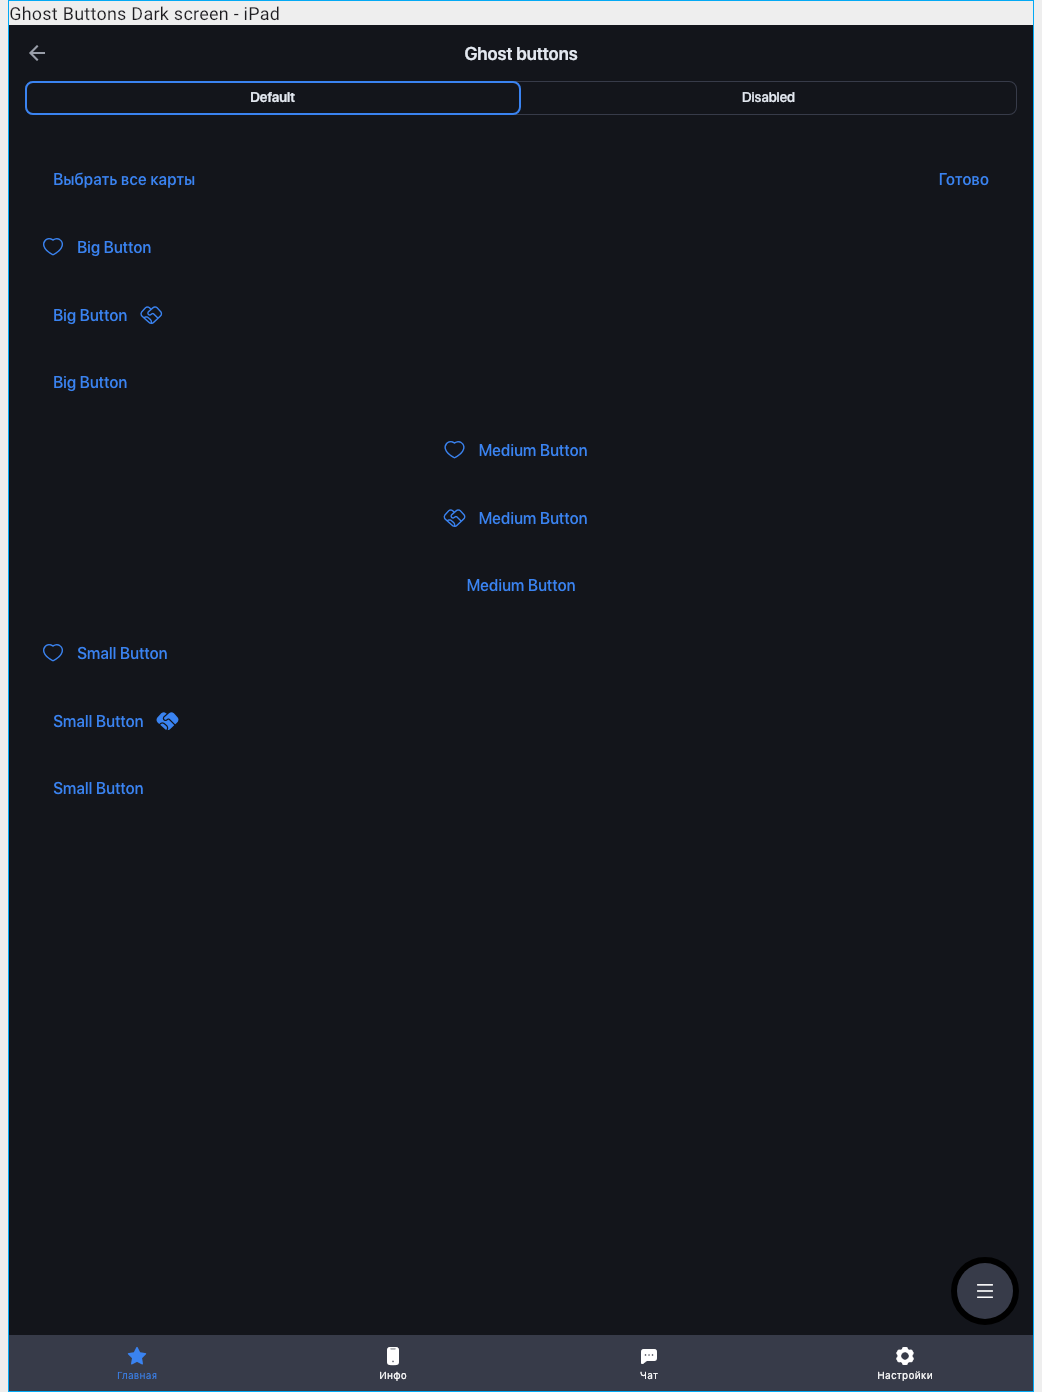 Ghost Buttons Dark screen - iPad
Ghost buttons
Default
Disabled
Выбрать все карты
Готово
Big Button
Big Button
Big Button
Medium Button
Medium Button
Medium Button
Small Button
Small Button
Small Button
Главная
Инфо
Чат
Настройки